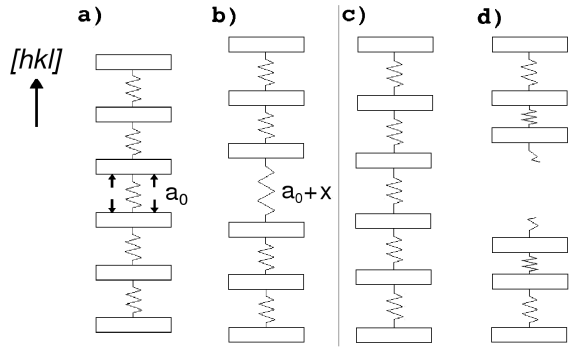 a) b) c) d)
[hkl]
a₀ a₀+x